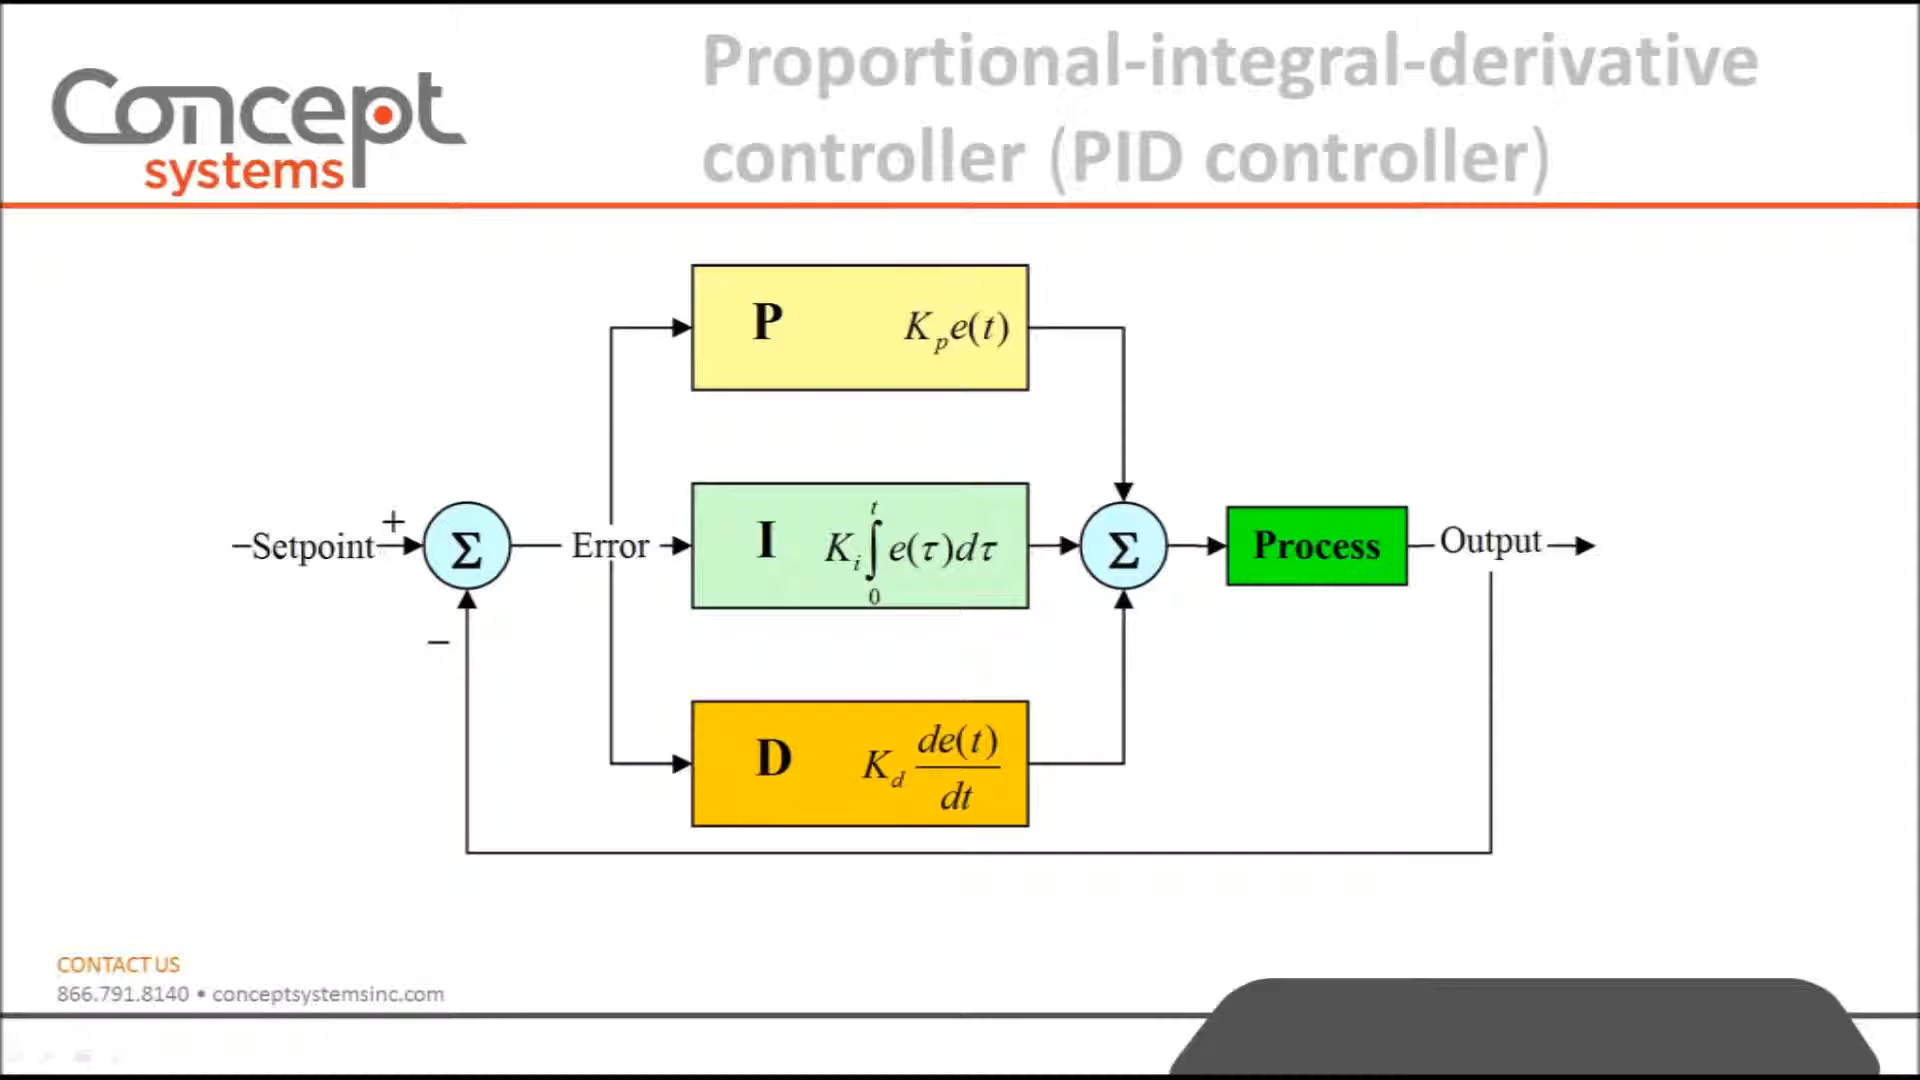 Concept
systems
Proportional-integral-derivative
controller (PID controller)
P K_p e(t)
–Setpoint + Σ Error I K_i ∫_0^t e(τ)dτ Σ Process Output
–
D K_d de(t)/dt
CONTACT US
866.791.8140 • conceptsystemsinc.com